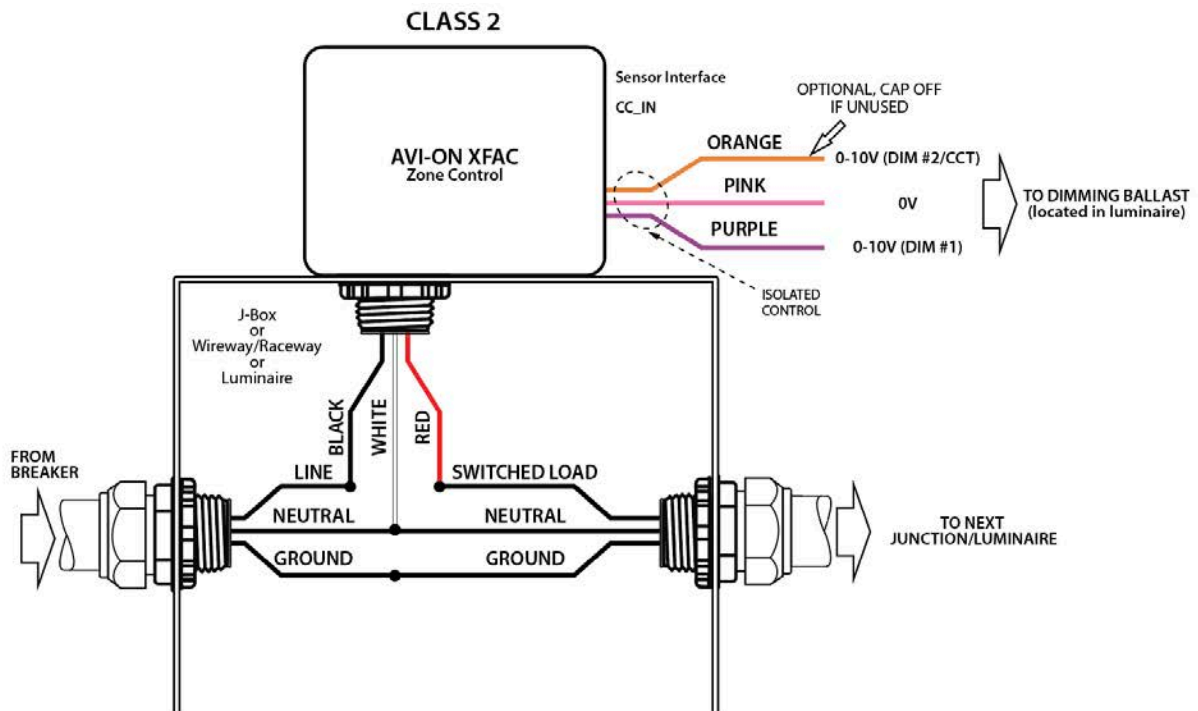 CLASS 2
Sensor Interface
CC_IN
AVI-ON XFAC
Zone Control
OPTIONAL, CAP OFF
IF UNUSED
ORANGE
0-10V (DIM #2/CCT)
PINK
0V
PURPLE
0-10V (DIM #1)
TO DIMMING BALLAST
(located in luminaire)
ISOLATED
CONTROL
J-Box
or
Wireway/Raceway
or
Luminaire
BLACK
WHITE
RED
FROM
BREAKER
LINE
SWITCHED LOAD
NEUTRAL
NEUTRAL
GROUND
GROUND
TO NEXT
JUNCTION/LUMINAIRE